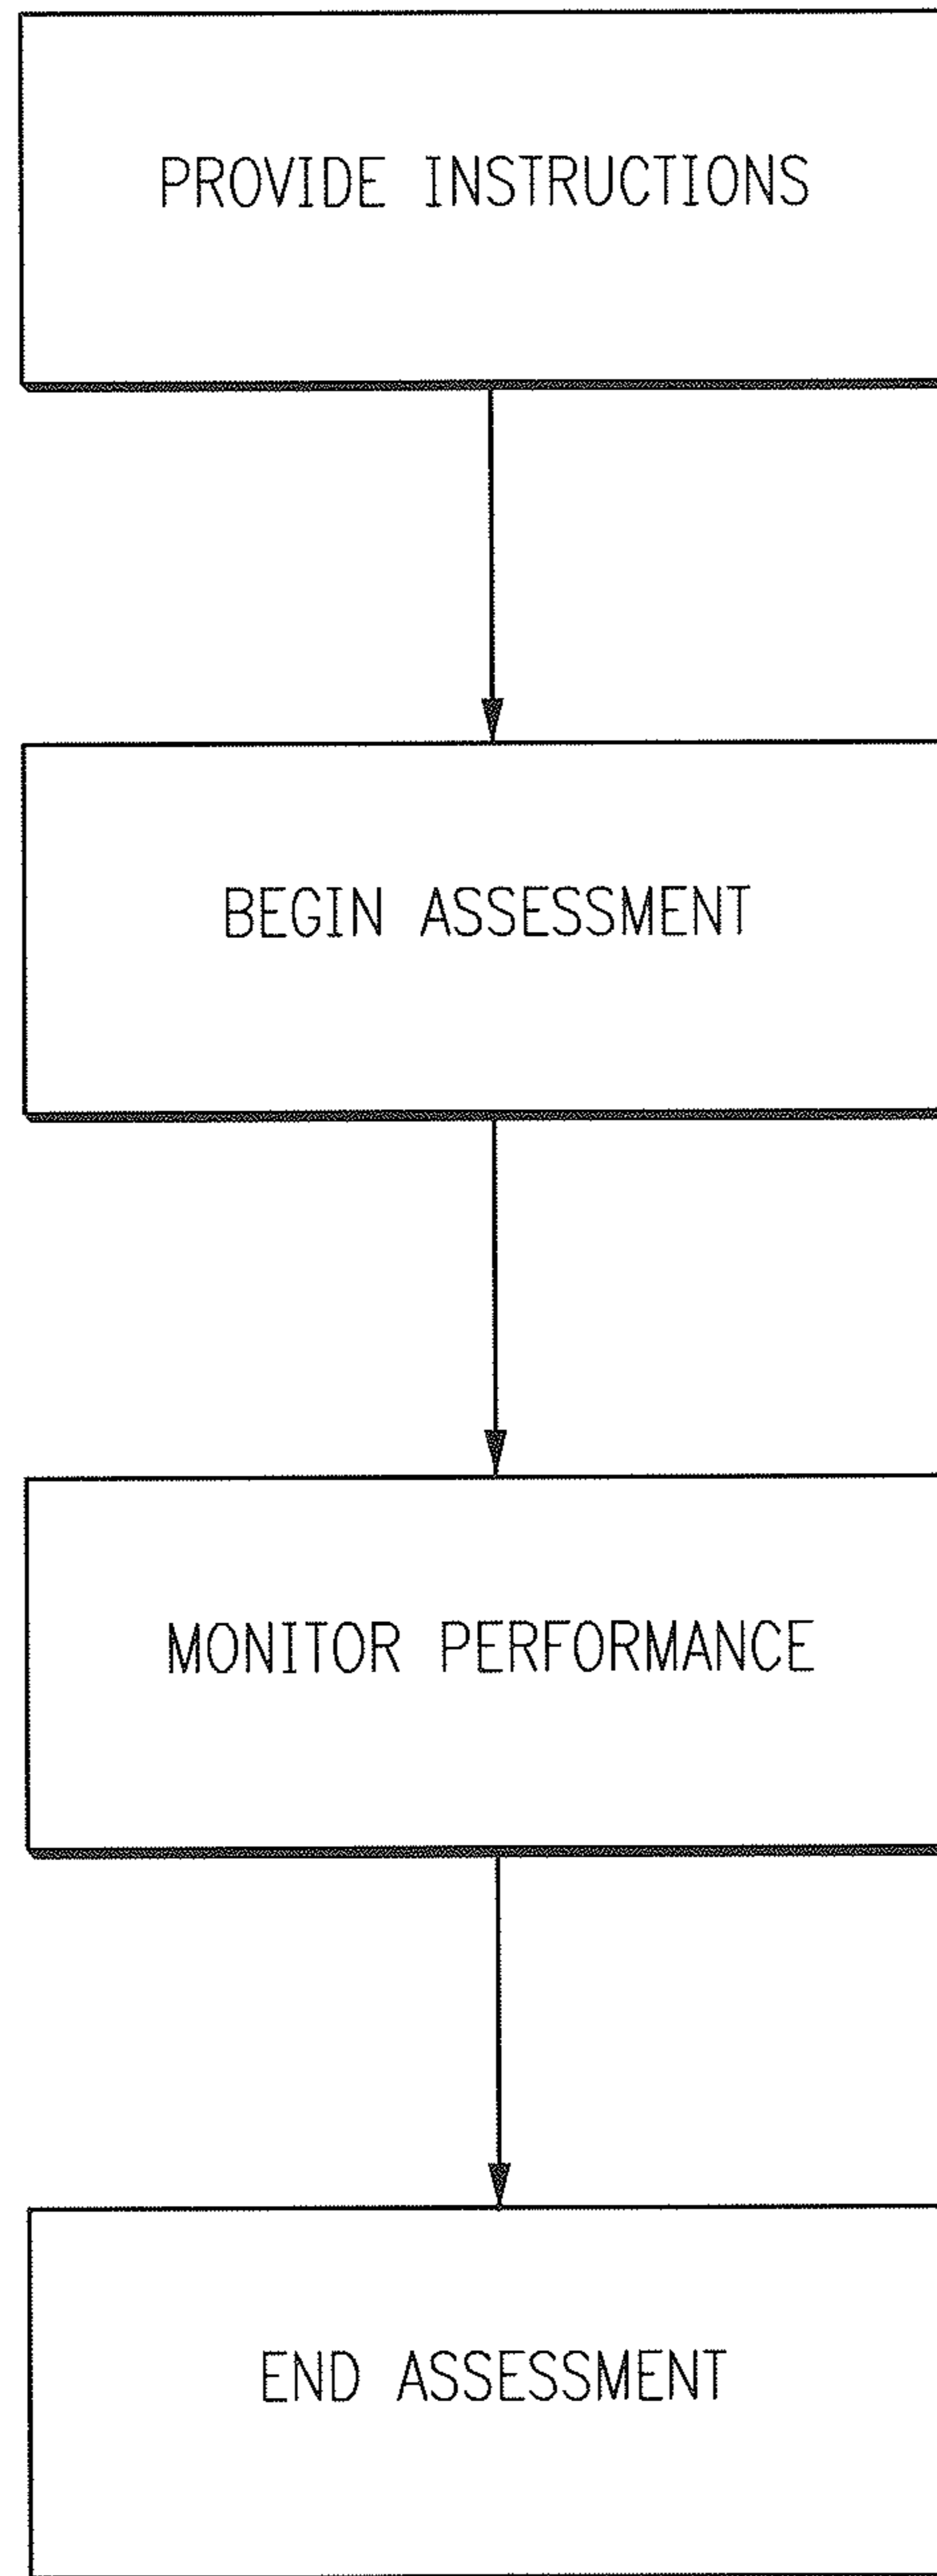 PROVIDE INSTRUCTIONS
BEGIN ASSESSMENT
MONITOR PERFORMANCE
END ASSESSMENT